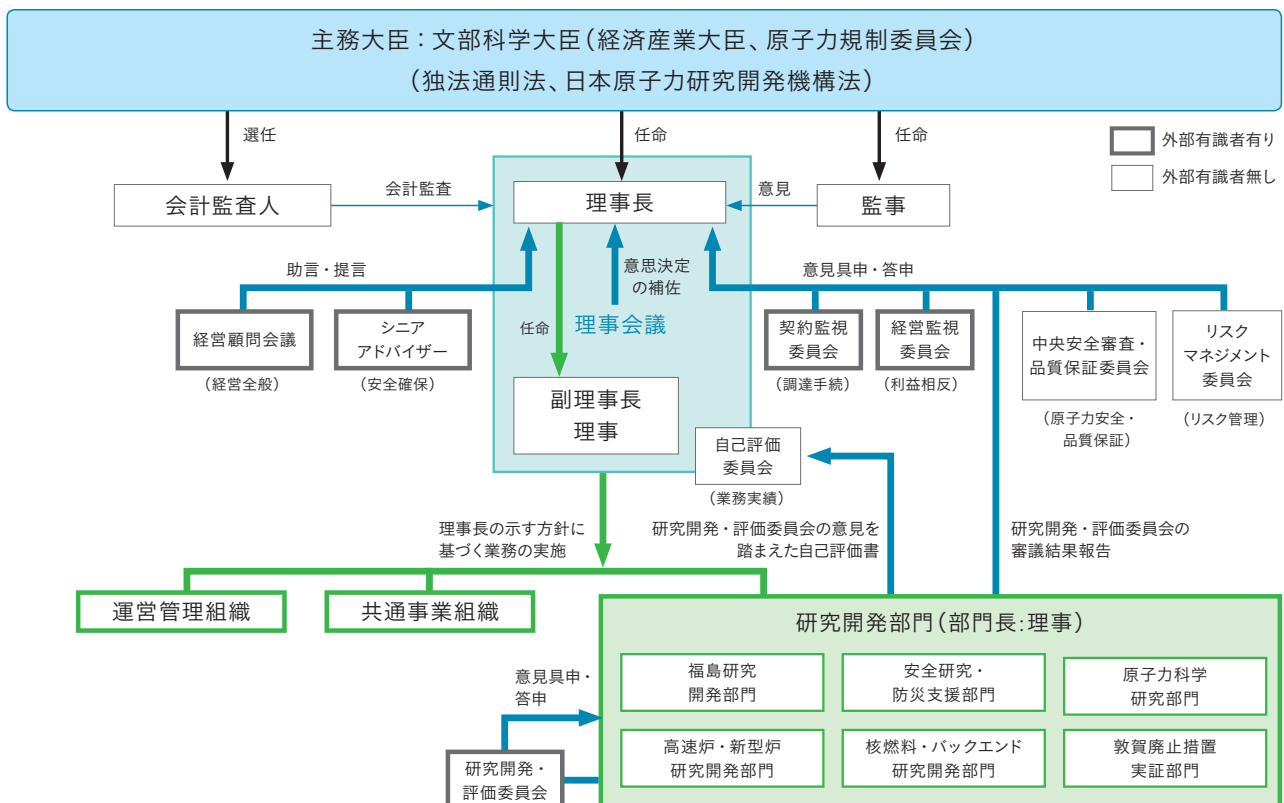 主務大臣：文部科学大臣（経済産業大臣、原子力規制委員会）
（独法通則法、日本原子力研究開発機構法）
選任
任命
任命
外部有識者有り
外部有識者無し
会計監査人
会計監査
理事長
意見
監事
助言・提言
意思決定
の補佐
意見具申・答申
任命
理事会議
経営顧問会議
（経営全般）
シニア
アドバイザー
（安全確保）
契約監視
委員会
（調達手続）
経営監視
委員会
（利益相反）
中央安全審査・
品質保証委員会
（原子力安全・
品質保証）
リスク
マネジメント
委員会
（リスク管理）
副理事長
理事
自己評価
委員会
（業務実績）
理事長の示す方針に
基づく業務の実施
研究開発・評価委員会の意見を
踏まえた自己評価書
研究開発・評価委員会の
審議結果報告
運営管理組織
共通事業組織
研究開発部門（部門長:理事）
福島研究
開発部門
安全研究・
防災支援部門
原子力科学
研究部門
高速炉・新型炉
研究開発部門
核燃料・バックエンド
研究開発部門
敦賀廃止措置
実証部門
意見具申・
答申
研究開発・
評価委員会